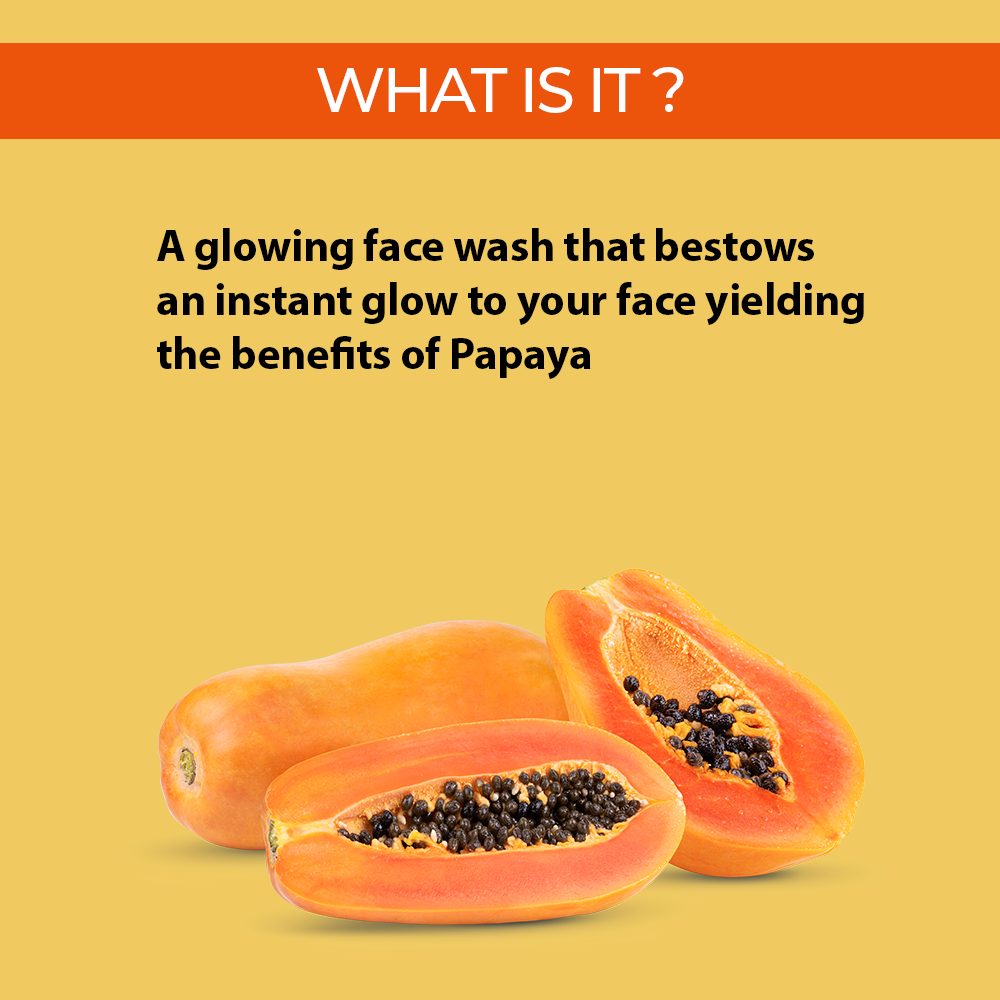 WHAT IS IT ?
A glowing face wash that bestows
an instant glow to your face yielding
the benefits of Papaya